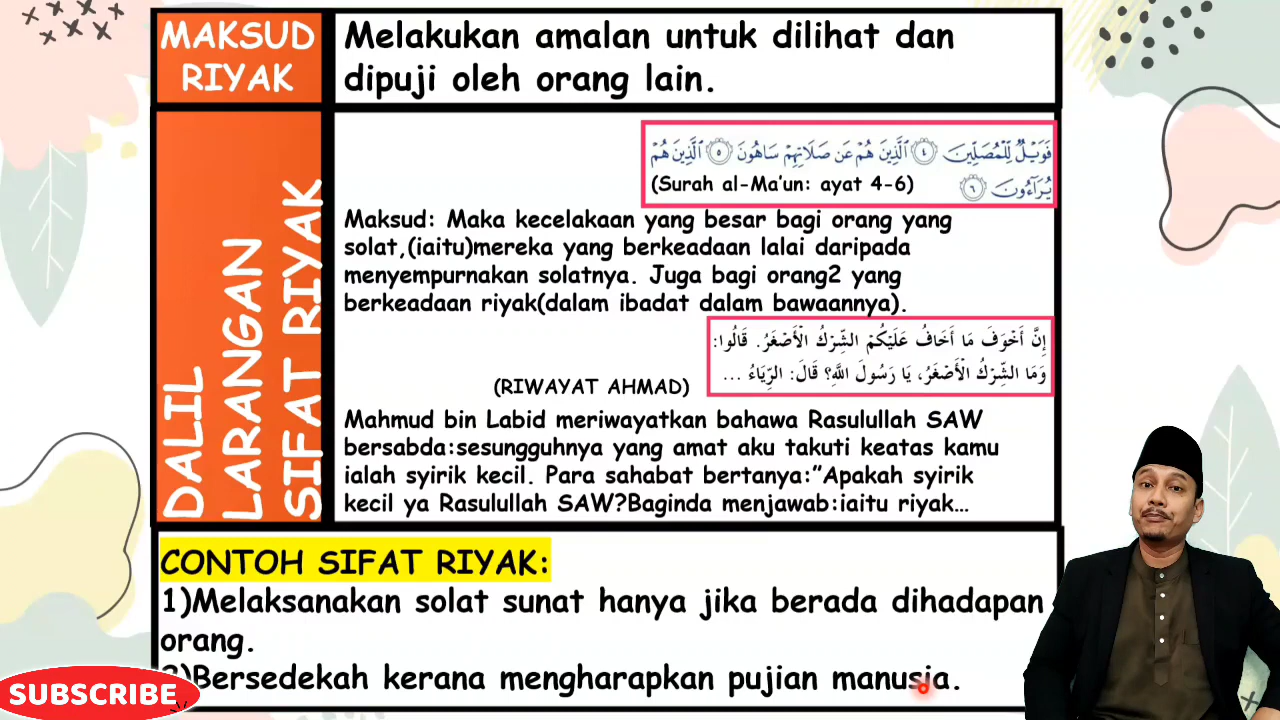 MAKSUD
RIYAK
Melakukan amalan untuk dilihat dan
dipuji oleh orang lain.
DALIL
LARANGAN
SIFAT RIYAK
فَوَيْلٌ لِّلْمُصَلِّينَ ﴿٤﴾ الَّذِينَ هُمْ عَن صَلَاتِهِمْ سَاهُونَ ﴿٥﴾ الَّذِينَ هُمْ
يُرَآءُونَ ﴿٦﴾
(Surah al-Ma’un: ayat 4-6)
Maksud: Maka kecelakaan yang besar bagi orang yang
solat,(iaitu)mereka yang berkeadaan lalai daripada
menyempurnakan solatnya. Juga bagi orang2 yang
berkeadaan riyak(dalam ibadat dalam bawaannya).
إِنَّ أَخْوَفَ مَا أَخَافُ عَلَيْكُمْ الشِّرْكُ الْأَصْغَرُ. قَالُوا:
وَمَا الشِّرْكُ الْأَصْغَرُ، يَا رَسُولَ اللَّهِ؟ قَالَ: الرِّيَاءُ ...
(RIWAYAT AHMAD)
Mahmud bin Labid meriwayatkan bahawa Rasulullah SAW
bersabda:sesungguhnya yang amat aku takuti keatas kamu
ialah syirik kecil. Para sahabat bertanya:”Apakah syirik
kecil ya Rasulullah SAW?Baginda menjawab:iaitu riyak…
CONTOH SIFAT RIYAK:
1)Melaksanakan solat sunat hanya jika berada dihadapan
orang.
2)Bersedekah kerana mengharapkan pujian manusia.
SUBSCRIBE